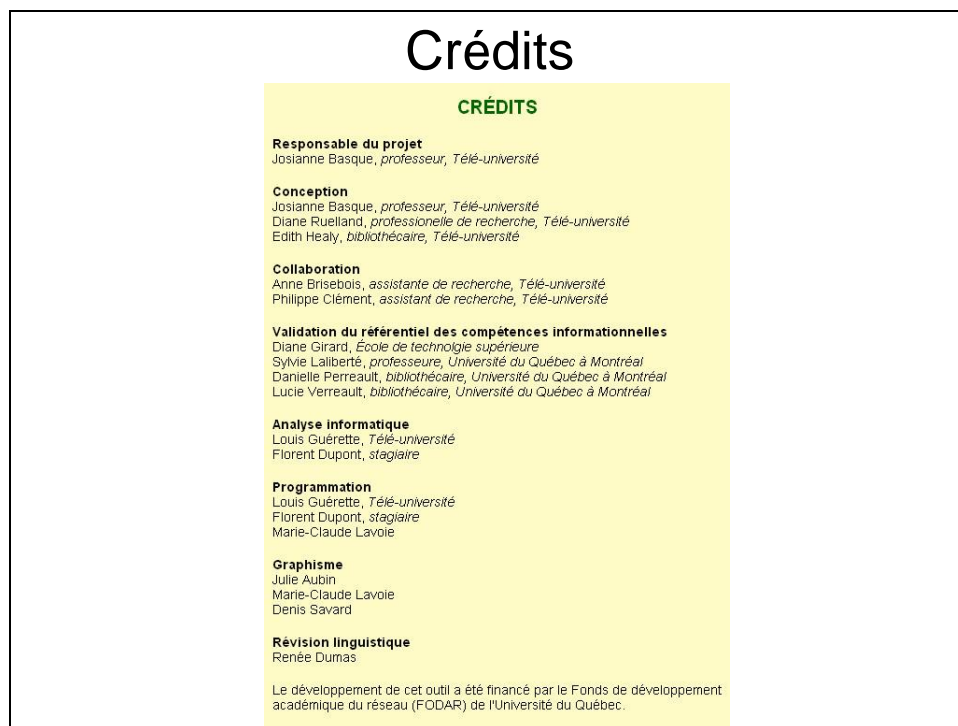 Crédits
CRÉDITS
Responsable du projet
Josianne Basque, professeur, Télé-université
Conception
Josianne Basque, professeur, Télé-université
Diane Ruelland, professionelle de recherche, Télé-université
Edith Healy, bibliothécaire, Télé-université
Collaboration
Anne Brisebois, assistante de recherche, Télé-université
Philippe Clément, assistant de recherche, Télé-université
Validation du référentiel des compétences informationnelles
Diane Girard, École de technolgie supérieure
Sylvie Laliberté, professeure, Université du Québec à Montréal
Danielle Perreault, bibliothécaire, Université du Québec à Montréal
Lucie Verreault, bibliothécaire, Université du Québec à Montréal
Analyse informatique
Louis Guérette, Télé-université
Florent Dupont, stagiaire
Programmation
Louis Guérette, Télé-université
Florent Dupont, stagiaire
Marie-Claude Lavoie
Graphisme
Julie Aubin
Marie-Claude Lavoie
Denis Savard
Révision linguistique
Renée Dumas
Le développement de cet outil a été financé par le Fonds de développement
académique du réseau (FODAR) de l'Université du Québec.